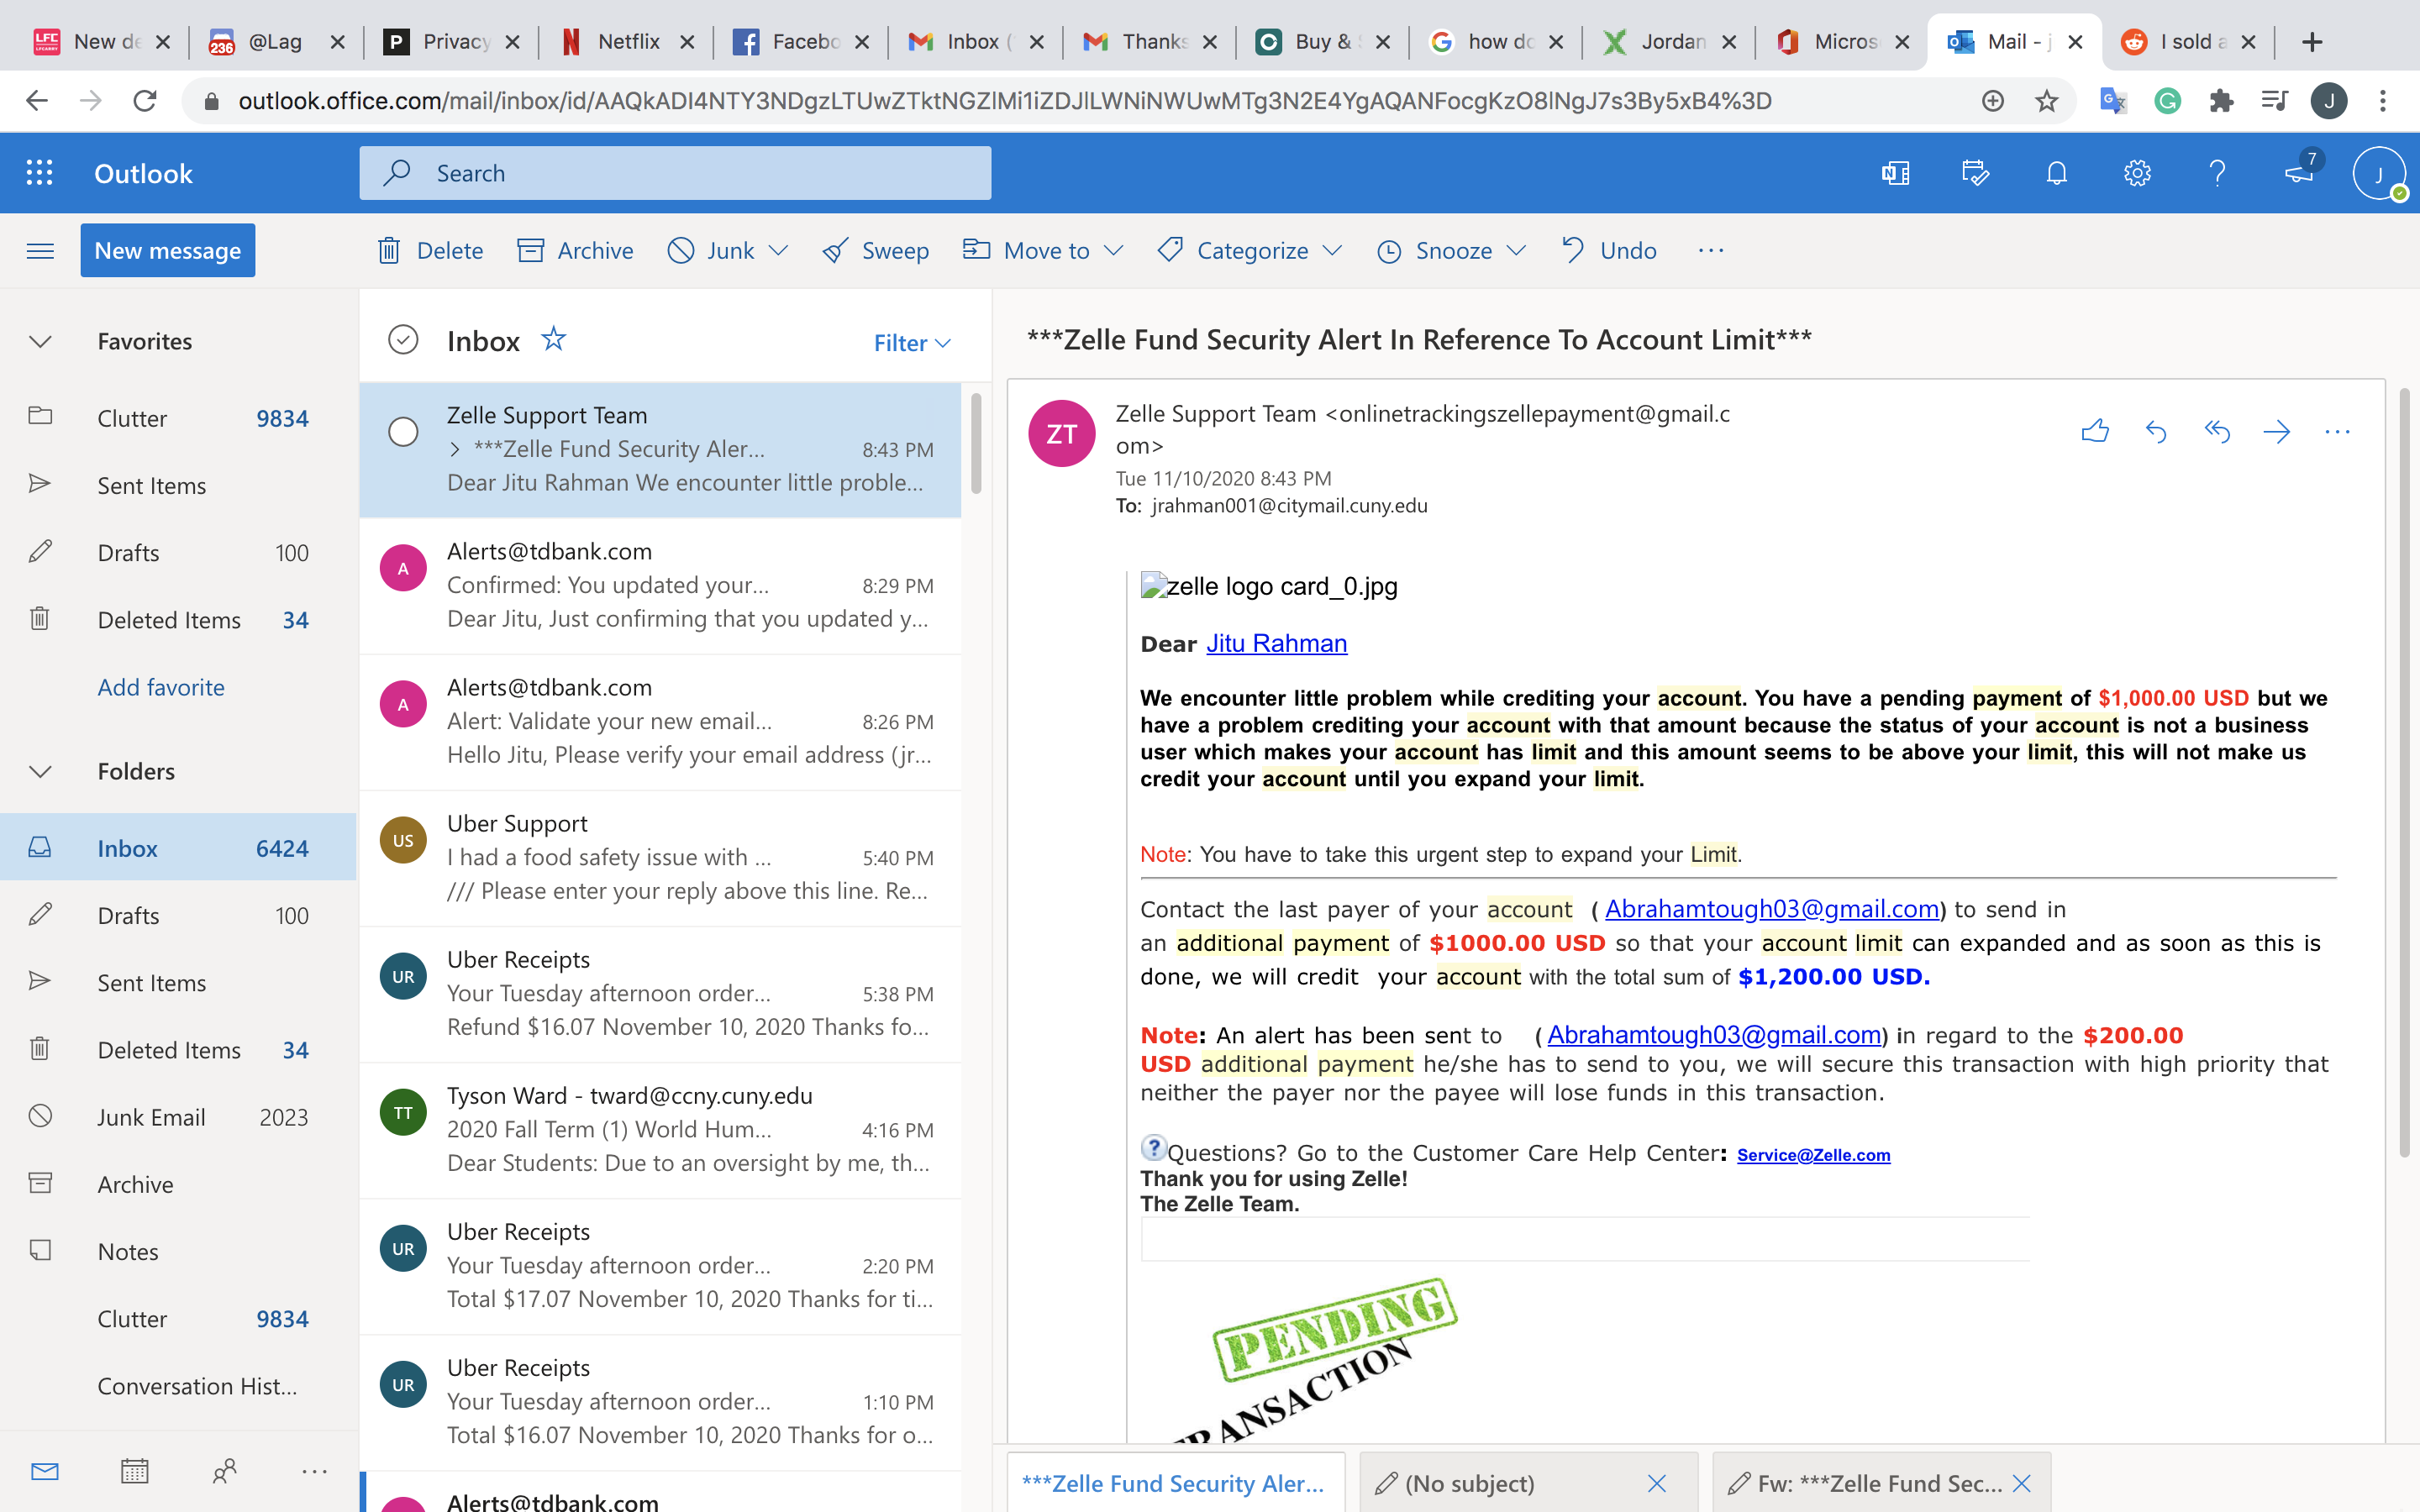 New de
236
@Lag
P
Privacy
Netflix
Facebo
Inbox (
Thanks
Buy &
how do
Jordan
Micros
Mail - j
I sold a
outlook.office.com/mail/inbox/id/AAQkADI4NTY3NDgzLTUwZTktNGZlMi1iZDJlLWNiNWUwMTg3N2E4YgAQANFocgKzO8lNgJ7s3By5xB4%3D
J
Outlook
Search
7
J
New message
Delete
Archive
Junk
Sweep
Move to
Categorize
Snooze
Undo
Favorites
Clutter 9834
Sent Items
Drafts 100
Deleted Items 34
Add favorite
Folders
Inbox 6424
Drafts 100
Sent Items
Deleted Items 34
Junk Email 2023
Archive
Notes
Clutter 9834
Conversation Hist...
Inbox
Filter
Zelle Support Team
***Zelle Fund Security Aler... 8:43 PM
Dear Jitu Rahman We encounter little proble...
A
Alerts@tdbank.com
Confirmed: You updated your... 8:29 PM
Dear Jitu, Just confirming that you updated y...
A
Alerts@tdbank.com
Alert: Validate your new email... 8:26 PM
Hello Jitu, Please verify your email address (jr...
US
Uber Support
I had a food safety issue with ... 5:40 PM
/// Please enter your reply above this line. Re...
UR
Uber Receipts
Your Tuesday afternoon order... 5:38 PM
Refund $16.07 November 10, 2020 Thanks fo...
TT
Tyson Ward - tward@ccny.cuny.edu
2020 Fall Term (1) World Hum... 4:16 PM
Dear Students: Due to an oversight by me, th...
UR
Uber Receipts
Your Tuesday afternoon order... 2:20 PM
Total $17.07 November 10, 2020 Thanks for ti...
UR
Uber Receipts
Your Tuesday afternoon order... 1:10 PM
Total $16.07 November 10, 2020 Thanks for o...
Alerts@tdbank.com
***Zelle Fund Security Alert In Reference To Account Limit***
ZT
Zelle Support Team <onlinetrackingszellepayment@gmail.c
om>
Tue 11/10/2020 8:43 PM
To: jrahman001@citymail.cuny.edu
zelle logo card_0.jpg
Dear Jitu Rahman
We encounter little problem while crediting your account. You have a pending payment of $1,000.00 USD but we
have a problem crediting your account with that amount because the status of your account is not a business
user which makes your account has limit and this amount seems to be above your limit, this will not make us
credit your account until you expand your limit.
Note: You have to take this urgent step to expand your Limit.
Contact the last payer of your account ( Abrahamtough03@gmail.com) to send in
an additional payment of $1000.00 USD so that your account limit can expanded and as soon as this is
done, we will credit your account with the total sum of $1,200.00 USD.
Note: An alert has been sent to ( Abrahamtough03@gmail.com) in regard to the $200.00
USD additional payment he/she has to send to you, we will secure this transaction with high priority that
neither the payer nor the payee will lose funds in this transaction.
Questions? Go to the Customer Care Help Center: Service@Zelle.com
Thank you for using Zelle!
The Zelle Team.
PENDING
TRANSACTION
***Zelle Fund Security Aler...
(No subject)
Fw: ***Zelle Fund Sec...